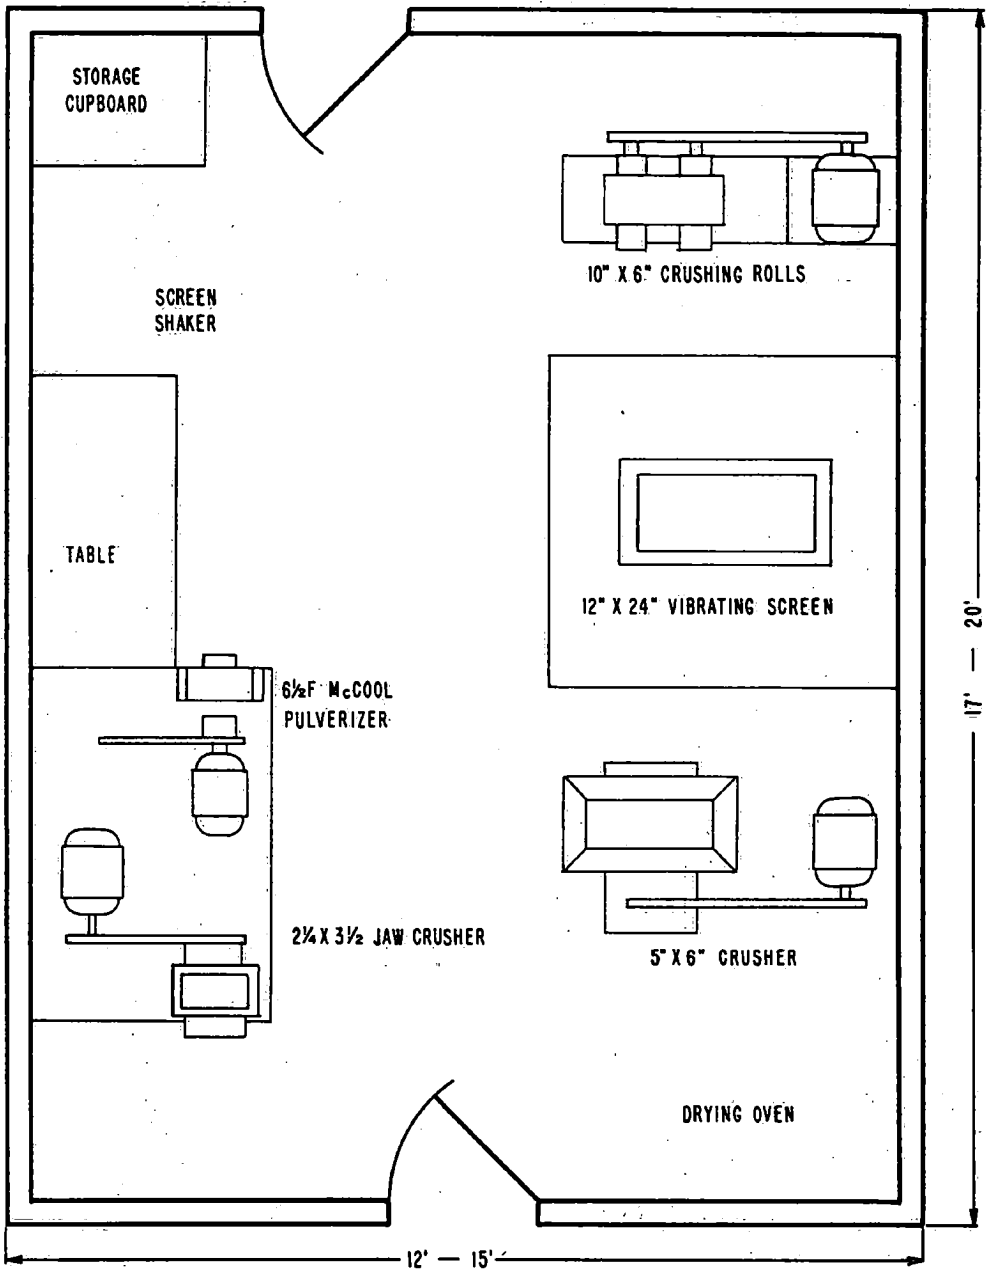 STORAGE
CUPBOARD
10" X 6" CRUSHING ROLLS
SCREEN
SHAKER
TABLE
12" X 24" VIBRATING SCREEN
17' — 20'
6½F McCOOL
PULVERIZER
2¼ X 3½ JAW CRUSHER
5" X 6" CRUSHER
DRYING OVEN
12' — 15'